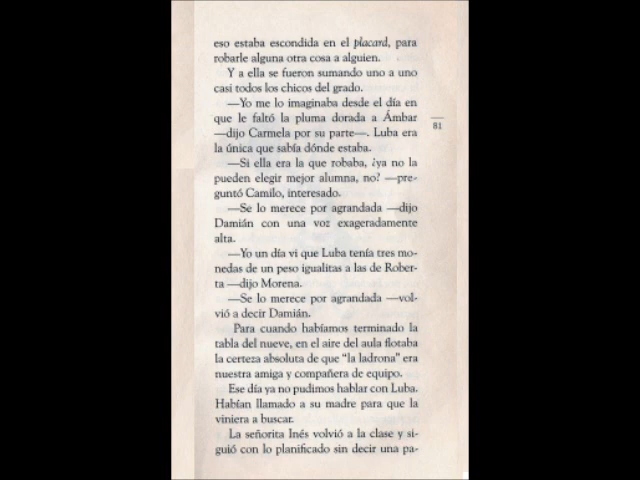 eso estaba escondida en el placard, para
robarle alguna otra cosa a alguien.
Y a ella se fueron sumando uno a uno
casi todos los chicos del grado.
—Yo me lo imaginaba desde el día en
que le faltó la pluma dorada a Ámbar
—dijo Carmela por su parte—. Luba era
la única que sabía dónde estaba.
—Si ella era la que robaba, ¿ya no la
pueden elegir mejor alumna, no? —pre-
guntó Camilo, interesado.
—Se lo merece por agrandada —dijo
Damián con una voz exageradamente
alta.
—Yo un día vi que Luba tenía tres mo-
nedas de un peso igualitas a las de Rober-
ta —dijo Morena.
—Se lo merece por agrandada —vol-
vió a decir Damián.
Para cuando habíamos terminado la
tabla del nueve, en el aire del aula flotaba
la certeza absoluta de que “la ladrona” era
nuestra amiga y compañera de equipo.
Ese día ya no pudimos hablar con Luba.
Habían llamado a su madre para que la
viniera a buscar.
La señorita Inés volvió a la clase y si-
guió con lo planificado sin decir una pa-
81